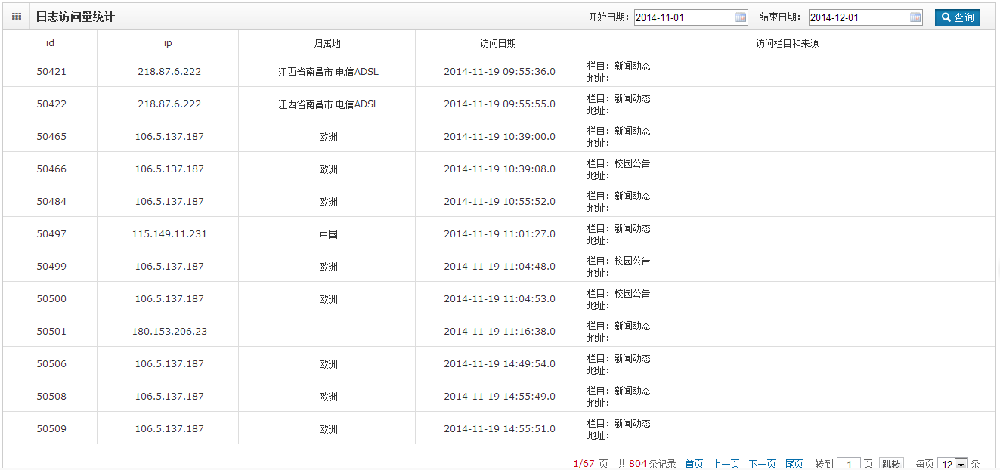 日志访问量统计 开始日期： 2014-11-01 结束日期： 2014-12-01 查询
id ip 归属地 访问日期 访问栏目和来源
50421 218.87.6.222 江西省南昌市 电信ADSL 2014-11-19 09:55:36.0 栏目：新闻动态
地址：
50422 218.87.6.222 江西省南昌市 电信ADSL 2014-11-19 09:55:55.0 栏目：新闻动态
地址：
50465 106.5.137.187 欧洲 2014-11-19 10:39:00.0 栏目：新闻动态
地址：
50466 106.5.137.187 欧洲 2014-11-19 10:39:08.0 栏目：校园公告
地址：
50484 106.5.137.187 欧洲 2014-11-19 10:55:52.0 栏目：新闻动态
地址：
50497 115.149.11.231 中国 2014-11-19 11:01:27.0 栏目：新闻动态
地址：
50499 106.5.137.187 欧洲 2014-11-19 11:04:48.0 栏目：校园公告
地址：
50500 106.5.137.187 欧洲 2014-11-19 11:04:53.0 栏目：校园公告
地址：
50501 180.153.206.23 2014-11-19 11:16:38.0 栏目：新闻动态
地址：
50506 106.5.137.187 欧洲 2014-11-19 14:49:54.0 栏目：新闻动态
地址：
50508 106.5.137.187 欧洲 2014-11-19 14:55:49.0 栏目：新闻动态
地址：
50509 106.5.137.187 欧洲 2014-11-19 14:55:51.0 栏目：新闻动态
地址：
1/67 页 共 804 条记录 首页 上一页 下一页 尾页 转到 1 页 跳转 每页 12 条